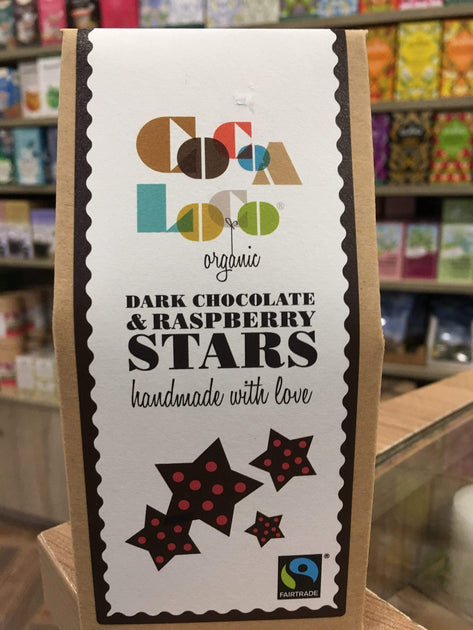 COCOA
LOCO®
organic
DARK CHOCOLATE
& RASPBERRY
STARS
handmade with love
FAIRTRADE